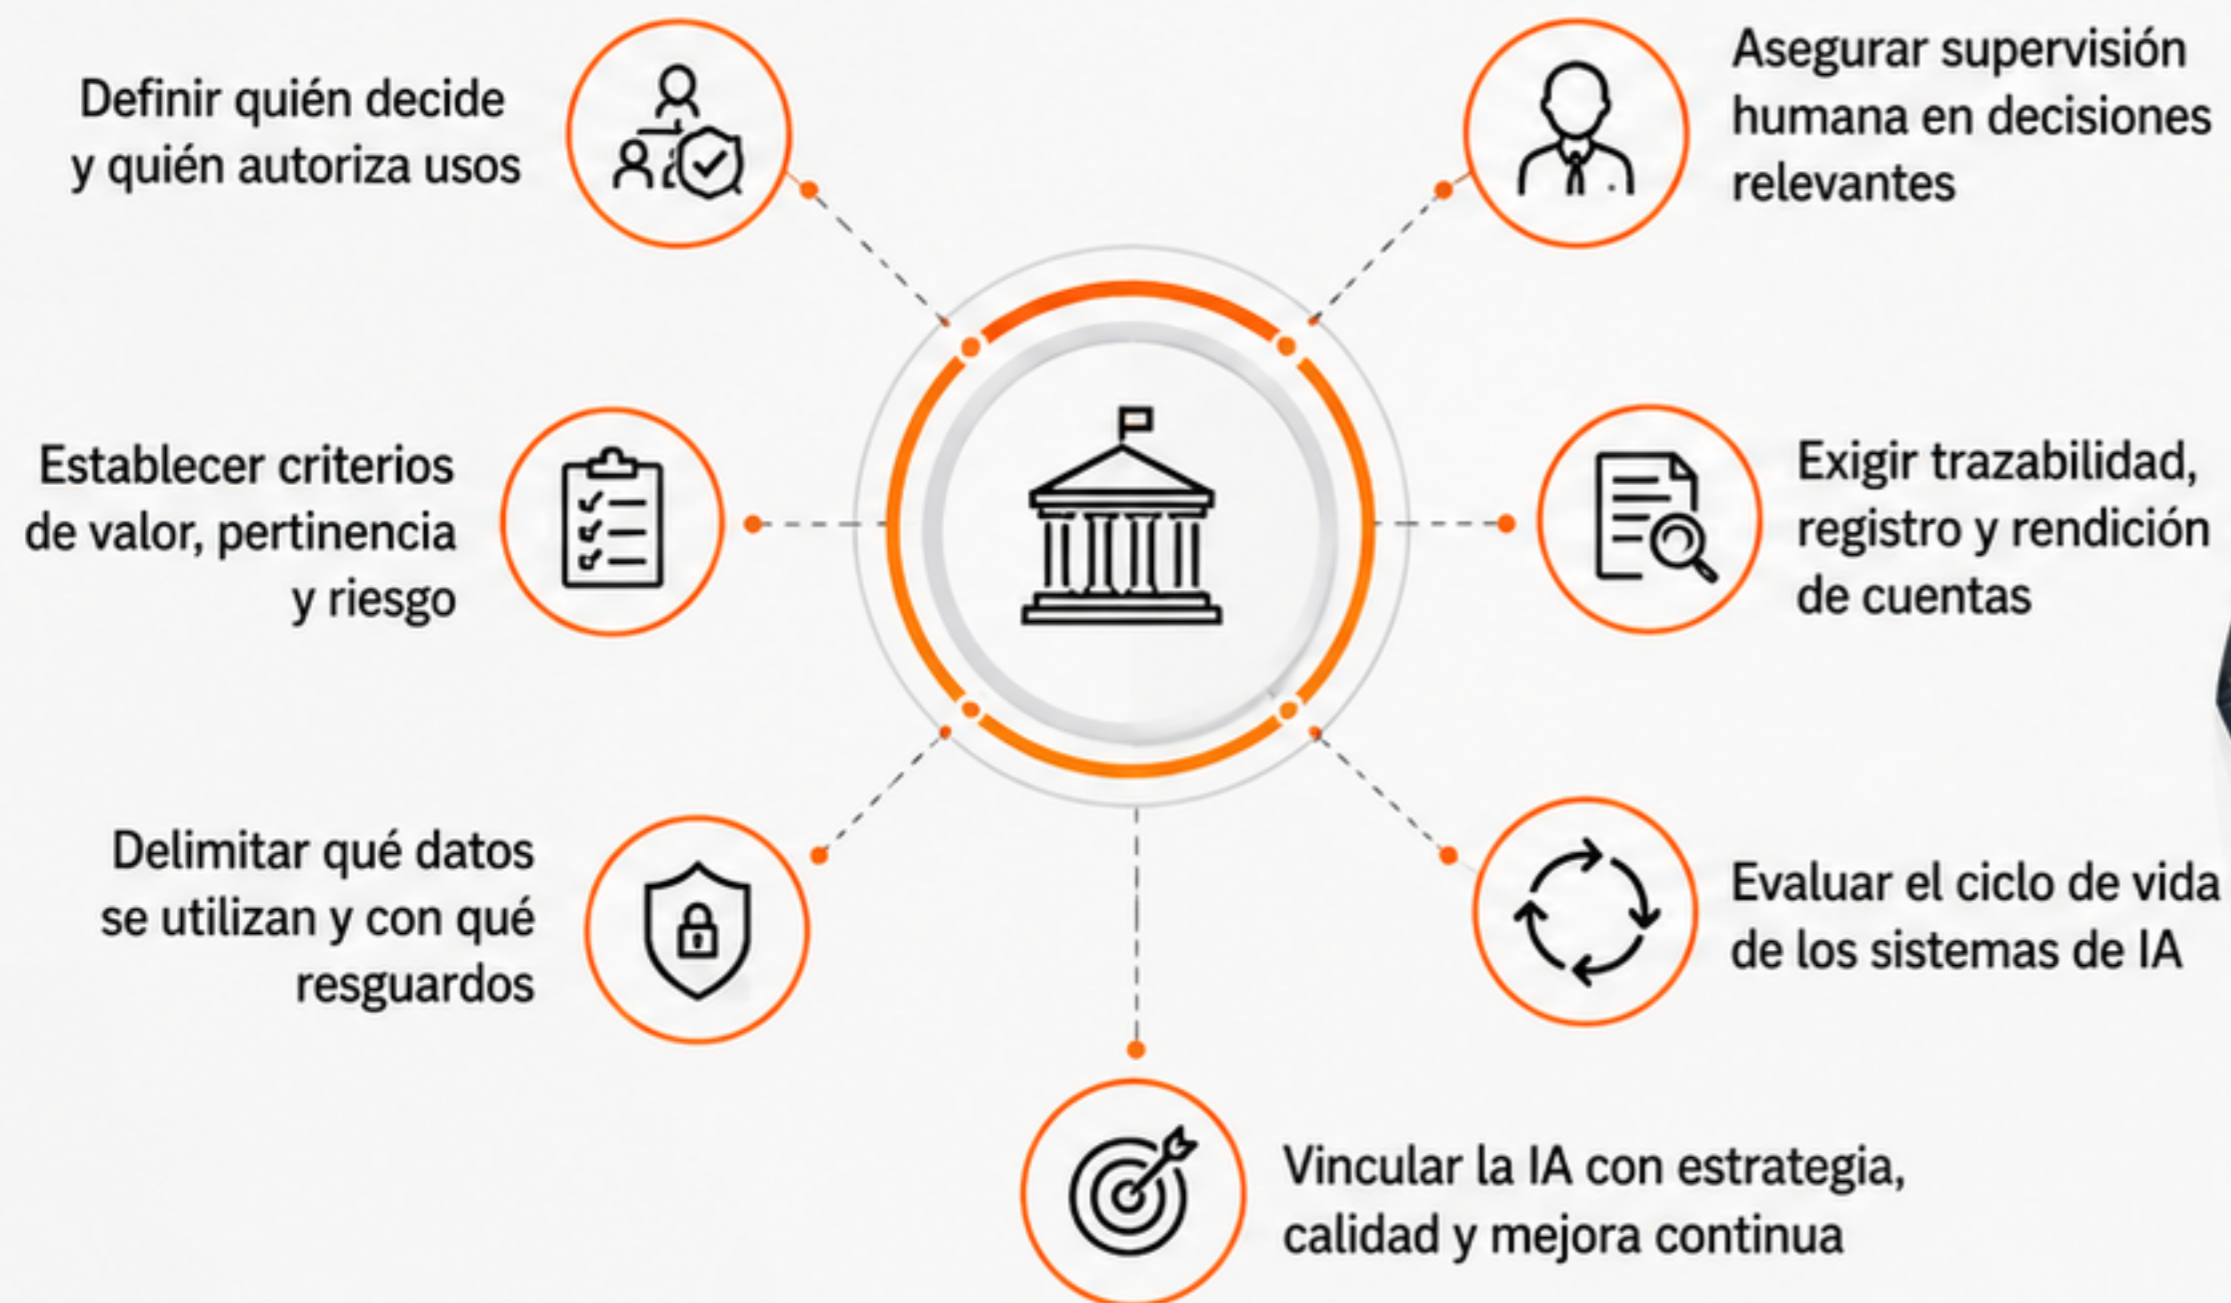 Definir quién decide
y quién autoriza usos
Establecer criterios
de valor, pertinencia
y riesgo
Delimitar qué datos
se utilizan y con qué
resguardos
Asegurar supervisión
humana en decisiones
relevantes
Exigir trazabilidad,
registro y rendición
de cuentas
Evaluar el ciclo de vida
de los sistemas de IA
Vincular la IA con estrategia,
calidad y mejora continua